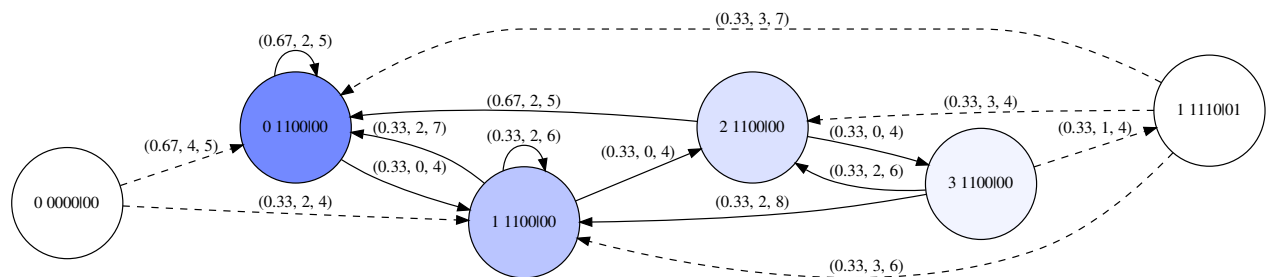 (0.33, 3, 7)
(0.67, 2, 5)
(0.67, 2, 5)
(0.33, 3, 4)
0 1100|00
(0.33, 2, 7)
2 1100|00
(0.33, 0, 4)
(0.33, 1, 4)
1 1110|01
(0.67, 4, 5)
(0.33, 2, 6)
(0.33, 0, 4)
(0.33, 0, 4)
(0.33, 2, 6)
3 1100|00
0 0000|00
(0.33, 2, 4)
1 1100|00
(0.33, 2, 8)
(0.33, 3, 6)